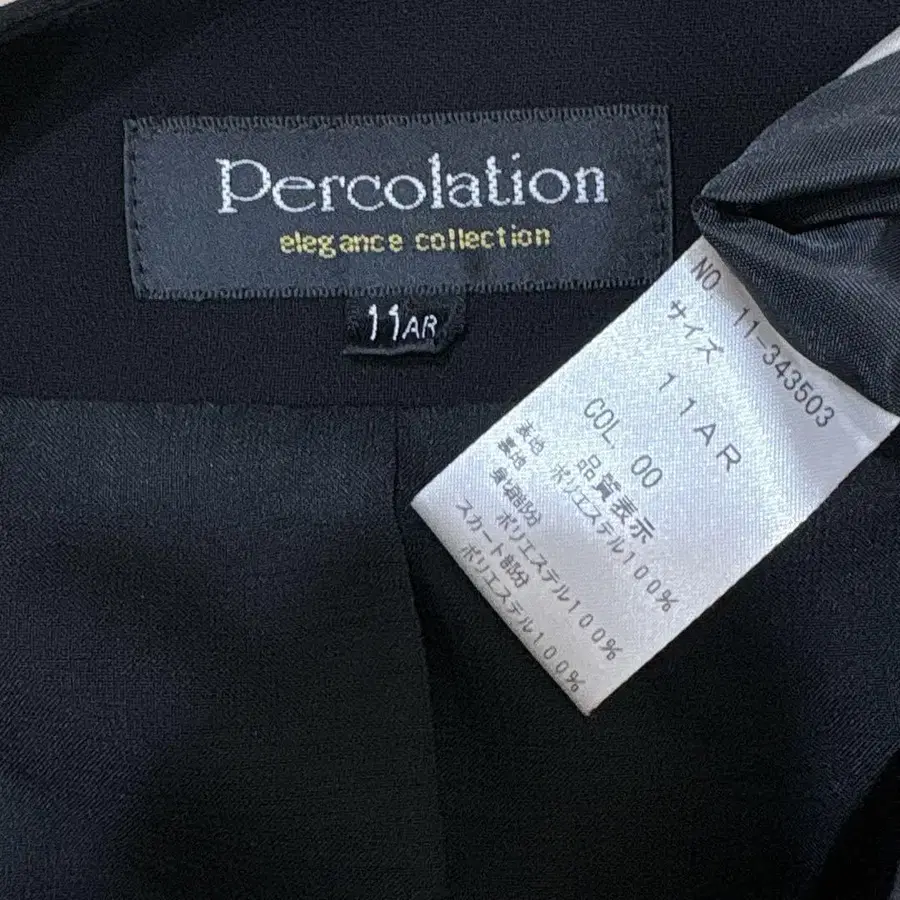 Percolation
elegance collection
11AR
NO. 11-343503
サイズ 11AR
COL. 00
品質表示
表地 ポリエステル100%
裏地
身頃部分
ポリエステル100%
スカート部分
ポリエステル100%